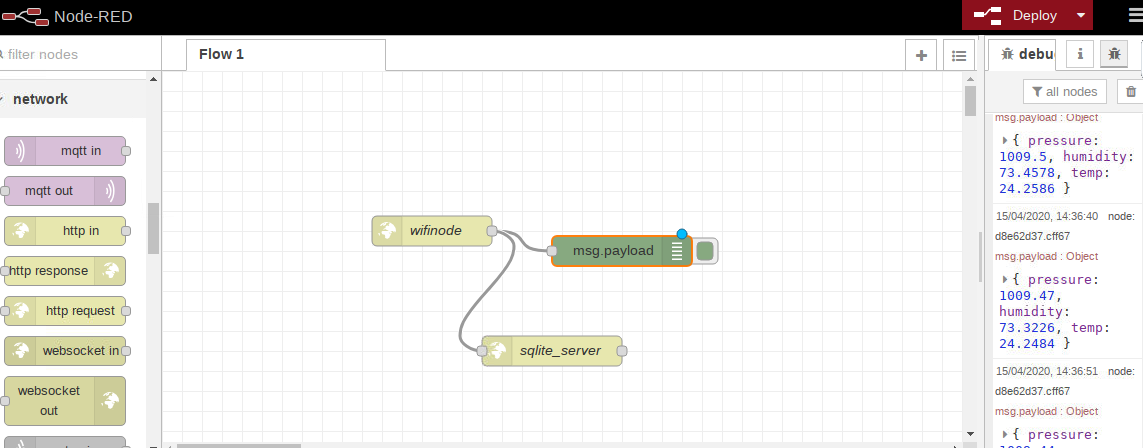 Node-RED
Deploy
filter nodes
Flow 1
debu
i
all nodes
network
mqtt in
mqtt out
http in
http response
http request
websocket in
websocket
out
wifinode
msg.payload
sqlite_server
msg.payload : Object
{ pressure:
1009.5, humidity:
73.4578, temp:
24.2586 }
15/04/2020, 14:36:40 node:
d8e62d37.cff67
msg.payload : Object
{ pressure:
1009.47,
humidity:
73.3226, temp:
24.2484 }
15/04/2020, 14:36:51 node:
d8e62d37.cff67
msg.payload : Object
{ pressure: